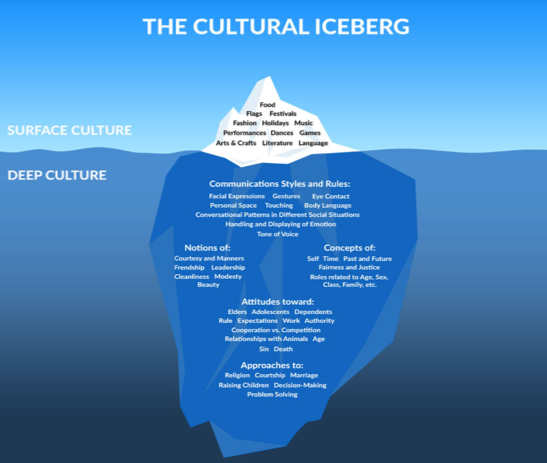 THE CULTURAL ICEBERG
Food
Flags Festivals
Fashion Holidays Music
Performances Dances Games
Arts & Crafts Literature Language
SURFACE CULTURE
DEEP CULTURE
Communications Styles and Rules:
Facial Expressions Gestures Eye Contact
Personal Space Touching Body Language
Conversational Patterns in Different Social Situations
Handling and Displaying of Emotion
Tone of Voice
Notions of:
Courtesy and Manners
Frendship Leadership
Cleanliness Modesty
Beauty
Concepts of:
Self Time Past and Future
Fairness and Justice
Roles related to Age, Sex,
Class, Family, etc.
Attitudes toward:
Elders Adolescents Dependents
Rule Expectations Work Authority
Cooperation vs. Competition
Relationships with Animals Age
Sin Death
Approaches to:
Religion Courtship Marriage
Raising Children Decision-Making
Problem Solving